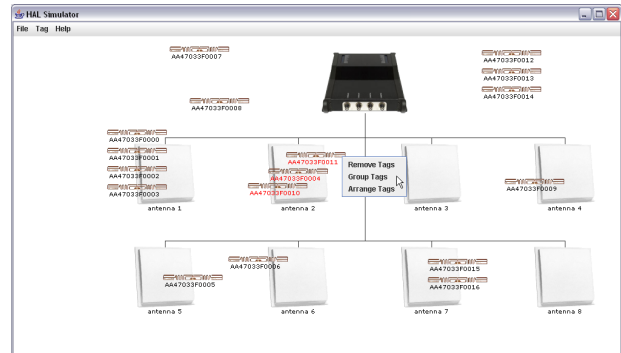 HAL Simulator
File Tag Help
AA47033F0007
AA47033F0012
AA47033F0013
AA47033F0014
AA47033F0008
AA47033F0000
AA47033F0001
AA47033F0002
AA47033F0003
AA47033F0011
AA47033F0004
AA47033F0010
Remove Tags
Group Tags
Arrange Tags
AA47033F0009
antenna 1
antenna 2
antenna 3
antenna 4
AA47033F0005
AA47033F0006
AA47033F0015
AA47033F0016
antenna 5
antenna 6
antenna 7
antenna 8